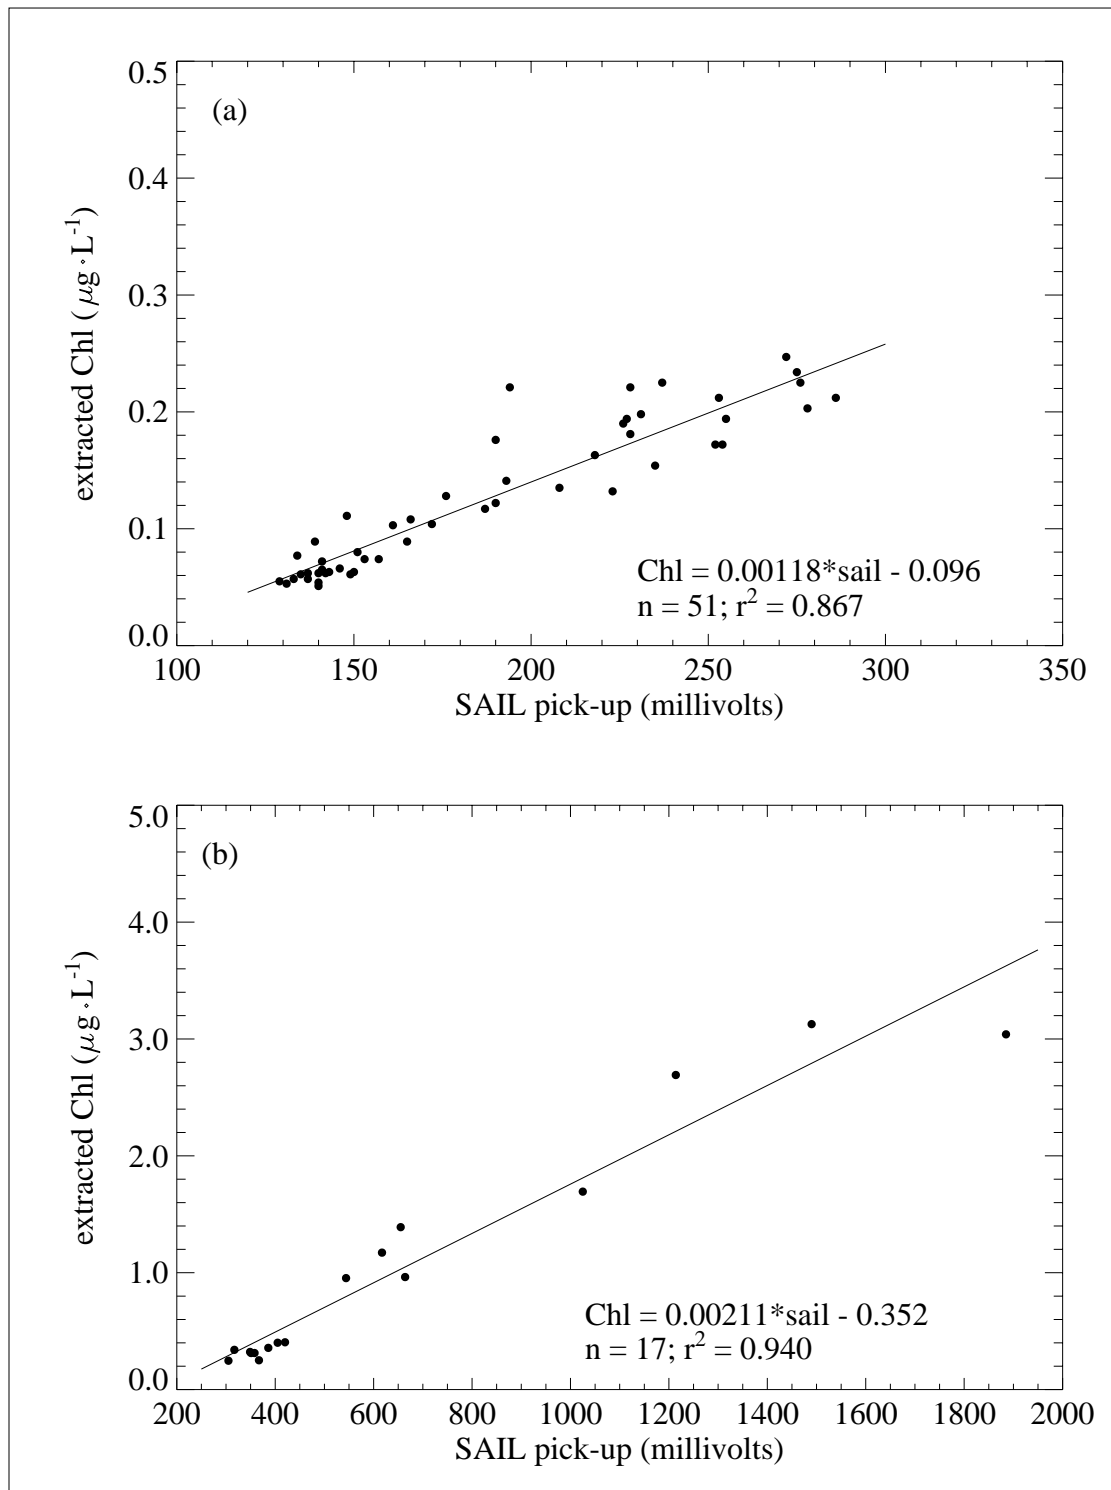 (a)
0.5
0.4
0.3
0.2
0.1
0.0
extracted Chl (μg·L⁻¹)
Chl = 0.00118*sail - 0.096
n = 51; r² = 0.867
100 150 200 250 300 350
SAIL pick-up (millivolts)
(b)
5.0
4.0
3.0
2.0
1.0
0.0
extracted Chl (μg·L⁻¹)
Chl = 0.00211*sail - 0.352
n = 17; r² = 0.940
200 400 600 800 1000 1200 1400 1600 1800 2000
SAIL pick-up (millivolts)